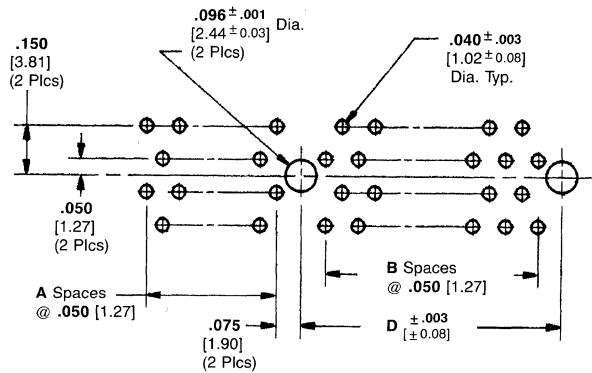 .150
[3.81]
(2 Plcs)
.096 ± .001 Dia.
[2.44 ± 0.03]
(2 Plcs)
.040 ± .003
[1.02 ± 0.08]
Dia. Typ.
.050
[1.27]
(2 Plcs)
A Spaces
@ .050 [1.27]
B Spaces
@ .050 [1.27]
.075
[1.90]
(2 Plcs)
D ± .003
[± 0.08]